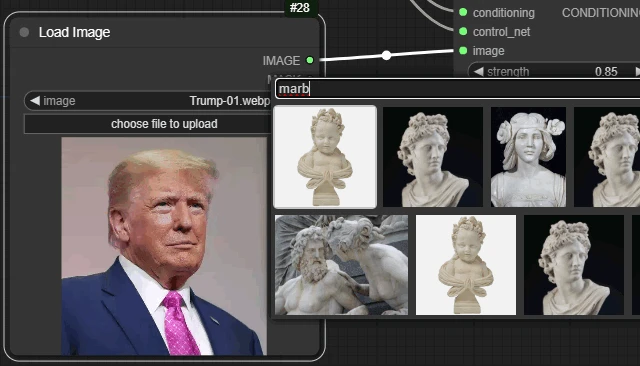 #28
Load Image
IMAGE
MASK
◀ image Trump-01.webp
choose file to upload
conditioning CONDITIONING
control_net
image
◀ strength 0.85
marb